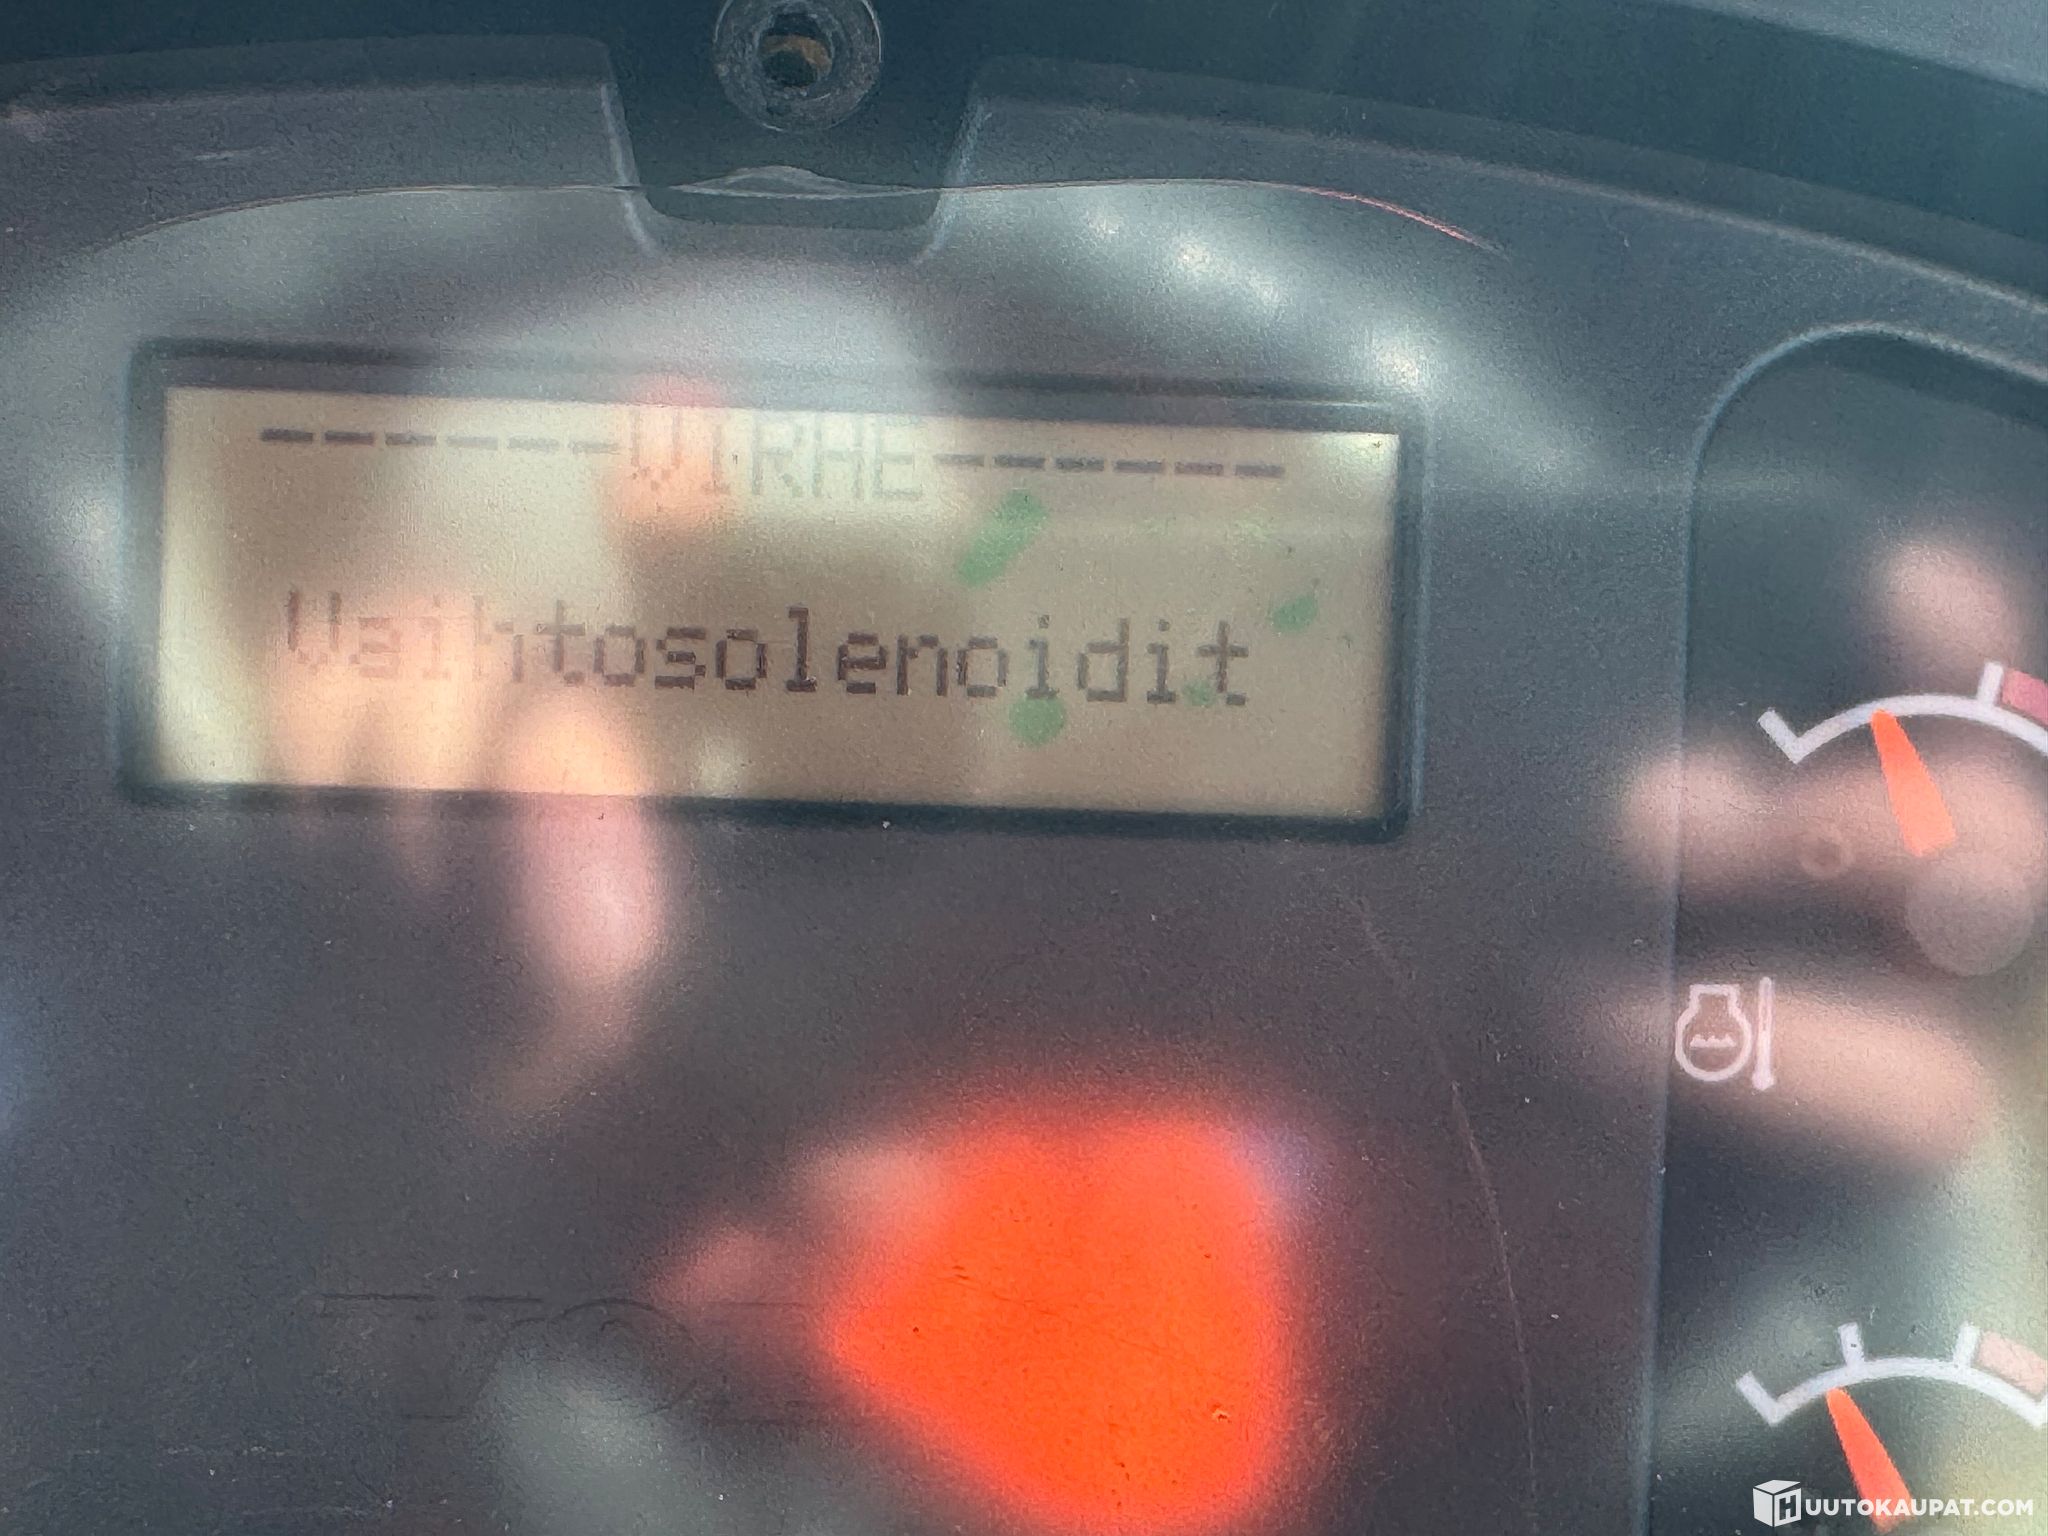 ------VIRHE------
Vaihtosolenoidit
HUUTOKAUPAT.COM